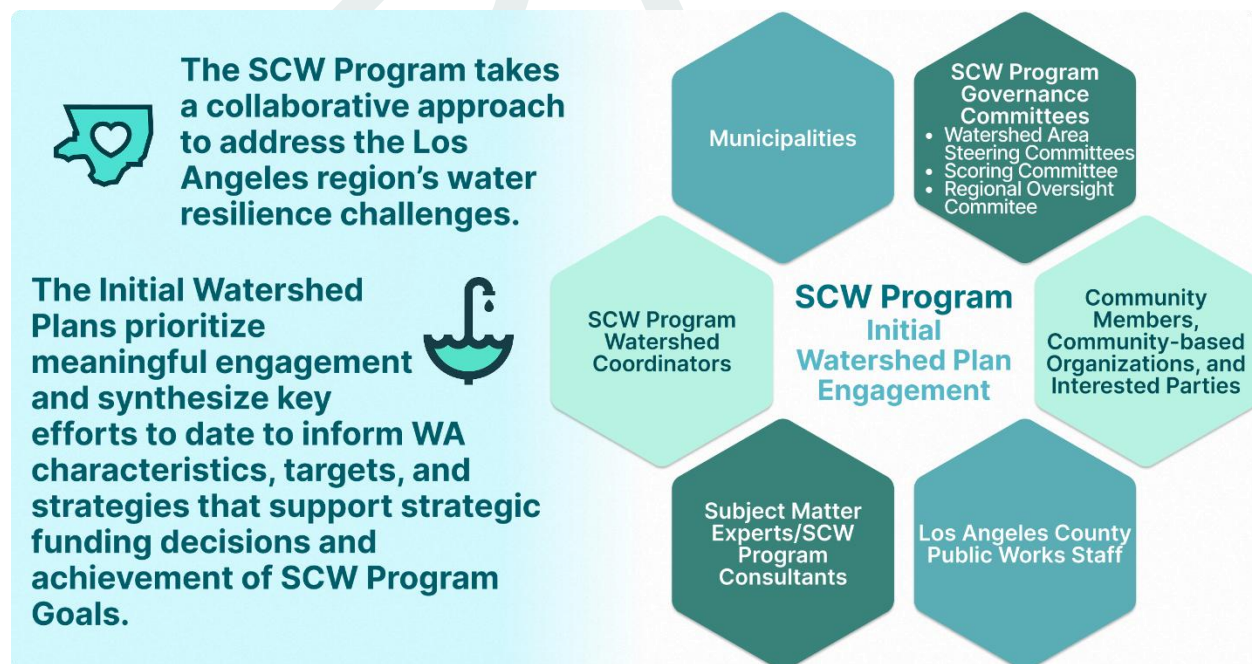 The SCW Program takes
a collaborative approach
to address the Los
Angeles region's water
resilience challenges.
The Initial Watershed
Plans prioritize
meaningful engagement
and synthesize key
efforts to date to inform WA
characteristics, targets, and
strategies that support strategic
funding decisions and
achievement of SCW Program
Goals.
Municipalities
SCW Program
Governance
Committees
• Watershed Area
Steering Committees
• Scoring Committee
• Regional Oversight
Commitee
SCW Program
Watershed
Coordinators
SCW Program
Initial
Watershed Plan
Engagement
Community
Members,
Community-based
Organizations, and
Interested Parties
Subject Matter
Experts/SCW
Program
Consultants
Los Angeles County
Public Works Staff